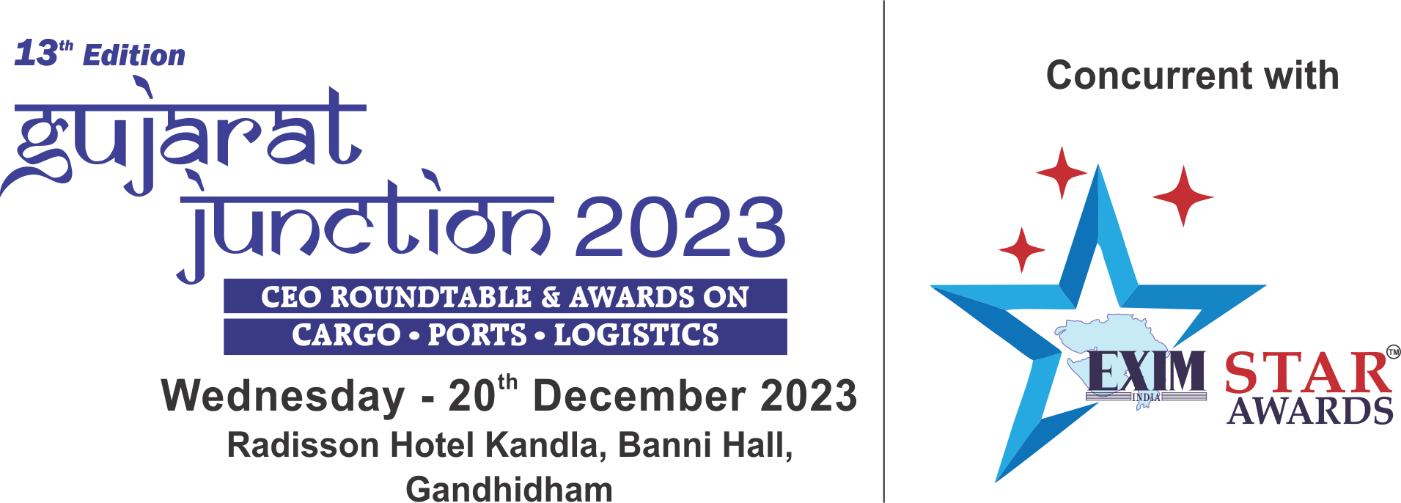 13th Edition
gujarat
junction 2023
CEO ROUNDTABLE & AWARDS ON
CARGO • PORTS • LOGISTICS
Wednesday - 20th December 2023
Radisson Hotel Kandla, Banni Hall,
Gandhidham
Concurrent with
EXIM
INDIA
STAR™
AWARDS